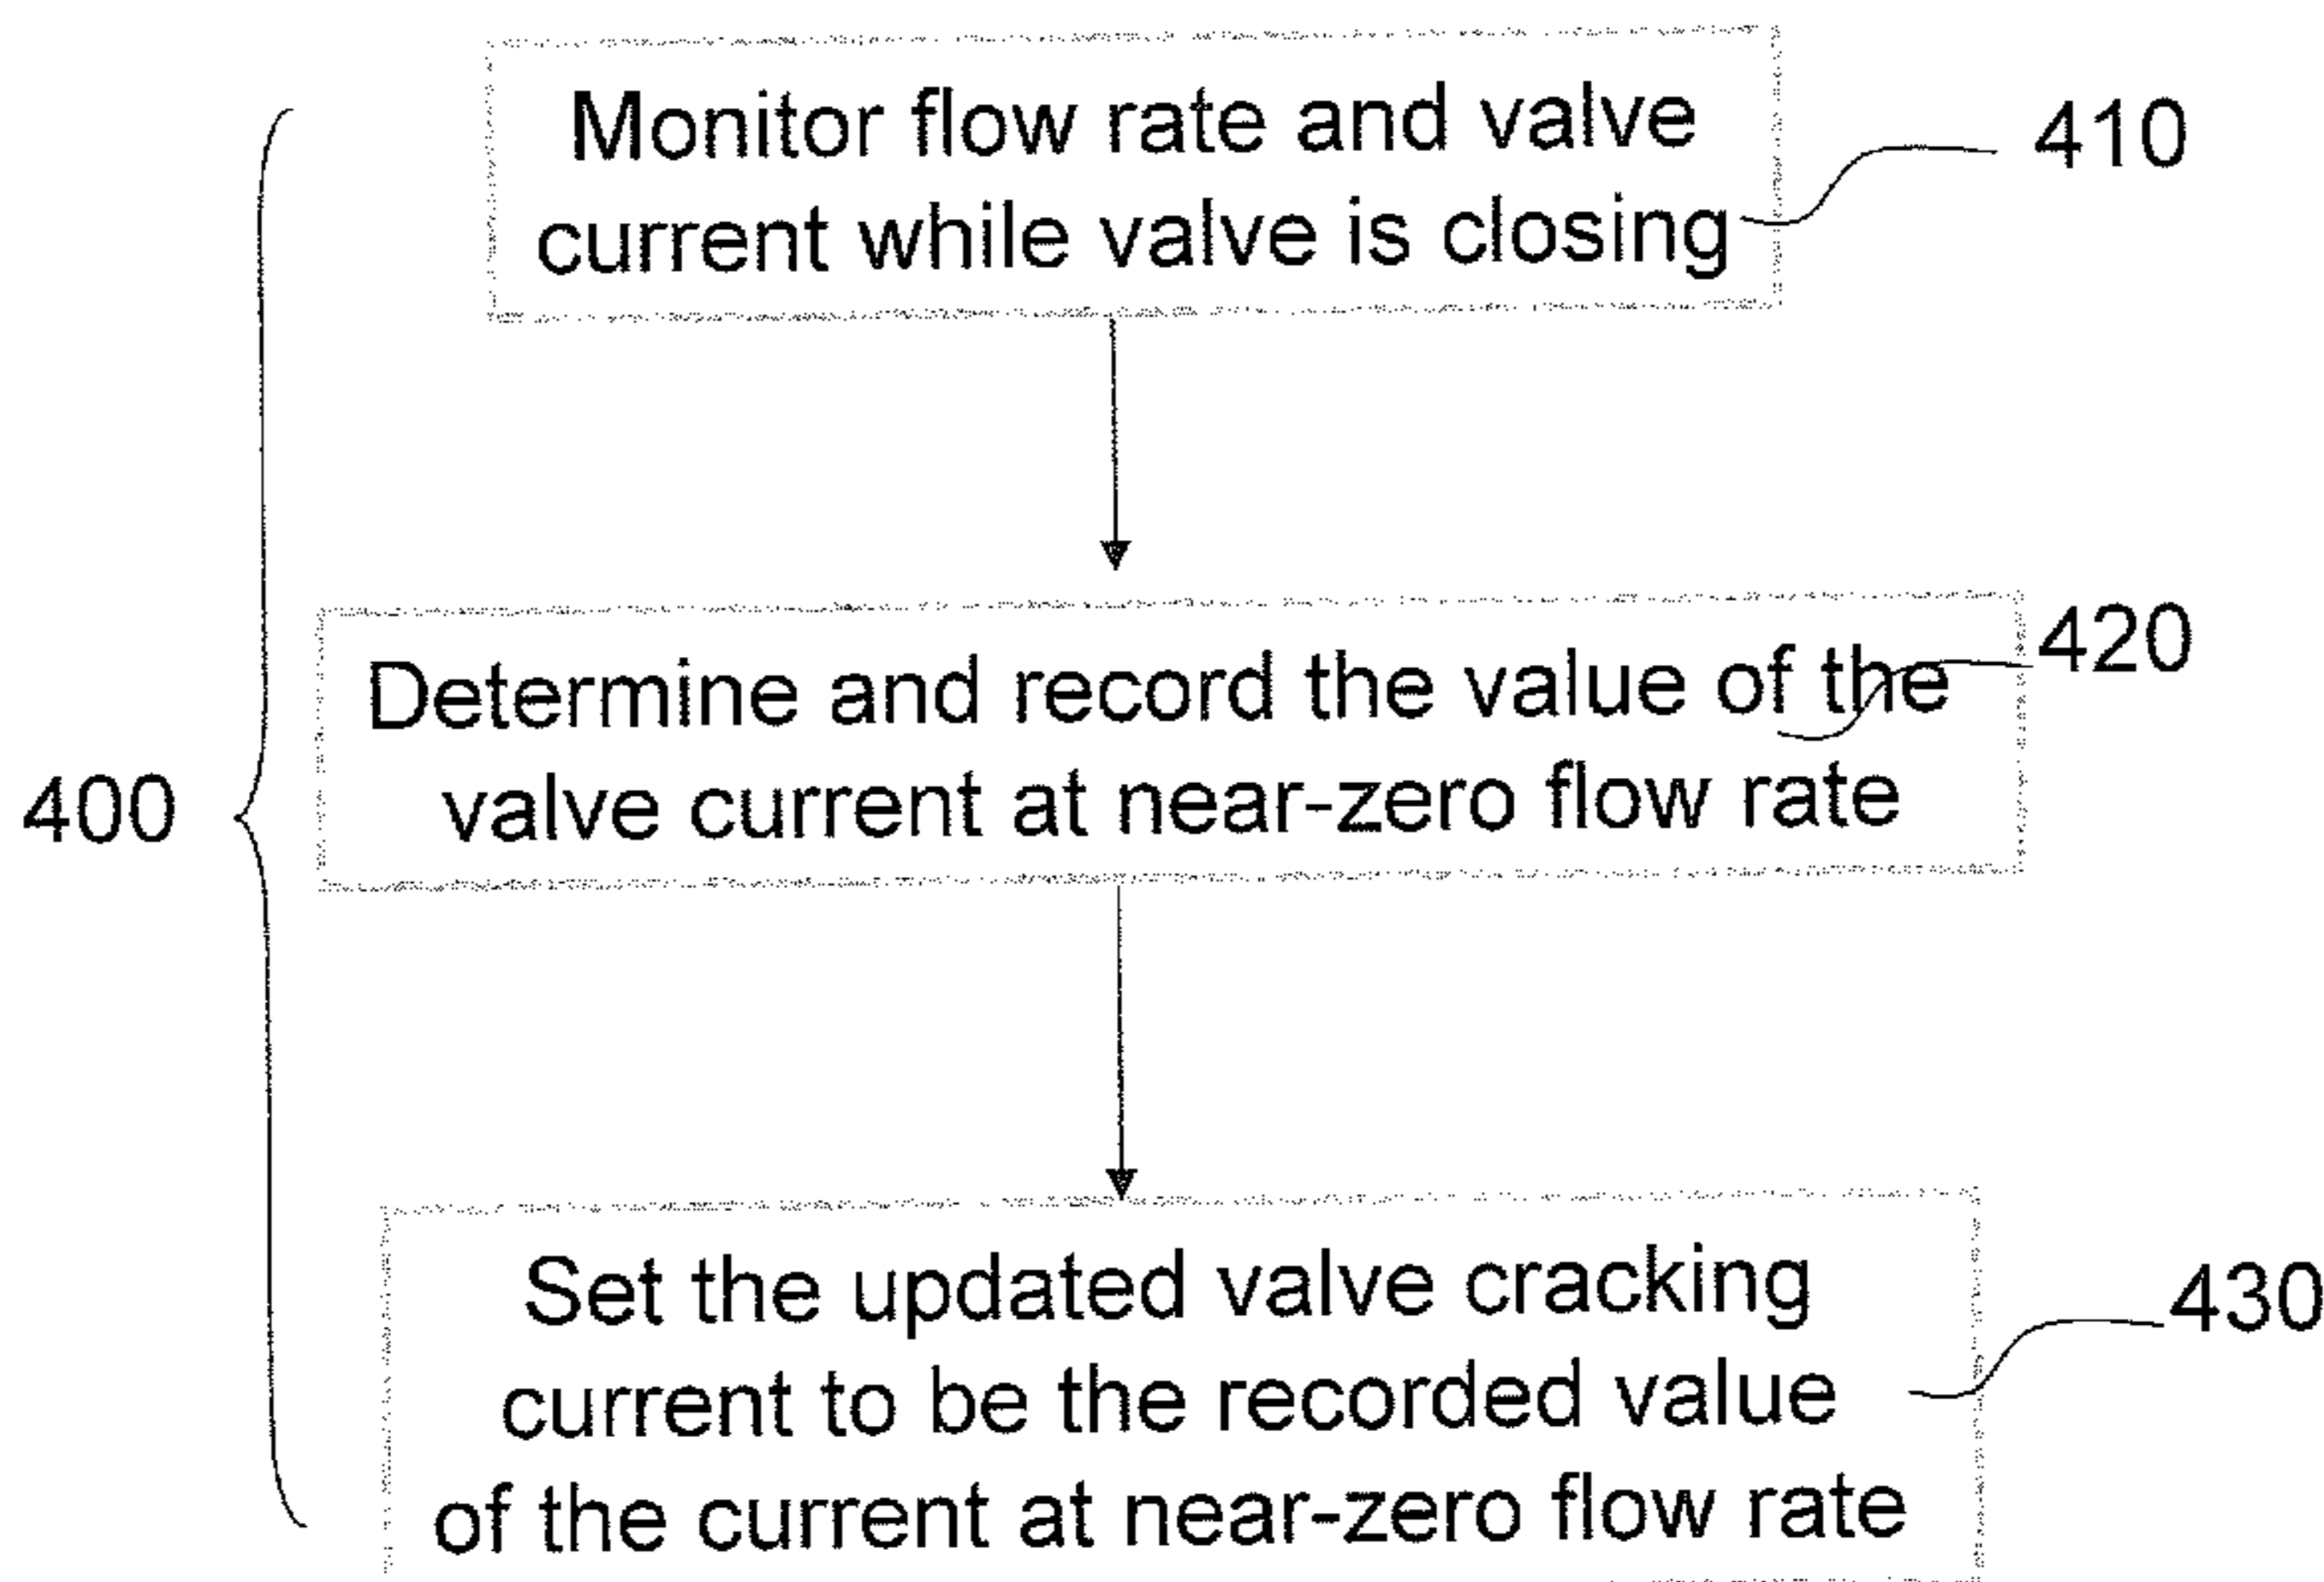 Monitor flow rate and valve
current while valve is closing
410
Determine and record the value of the
valve current at near-zero flow rate
420
400
Set the updated valve cracking
current to be the recorded value
of the current at near-zero flow rate
430